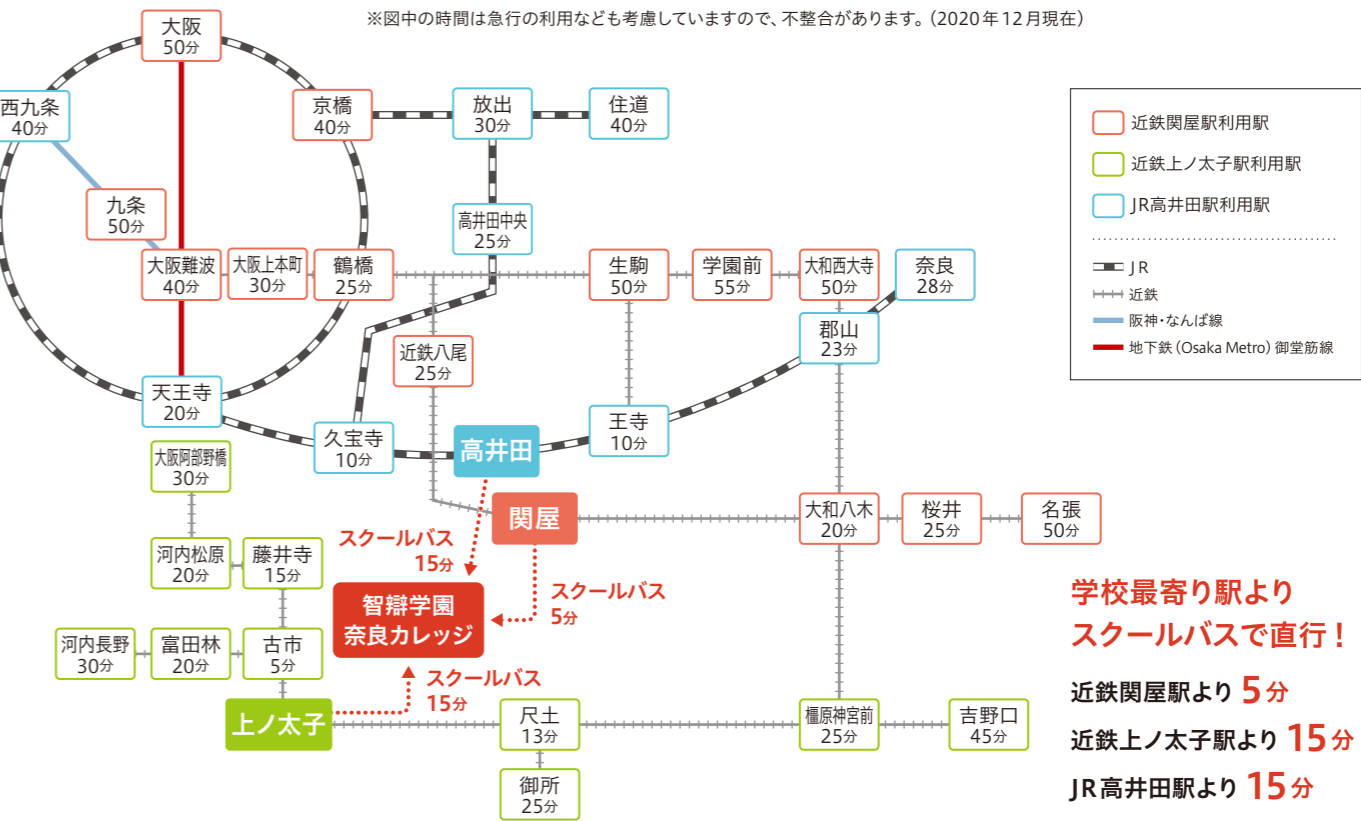 ※図中の時間は急行の利用なども考慮していますので、不整合があります。(2020年12月現在)
大阪
50分
西九条
40分
京橋
40分
放出
30分
住道
40分
九条
50分
高井田中央
25分
大阪難波
40分
大阪上本町
30分
鶴橋
25分
生駒
50分
学園前
55分
大和西大寺
50分
奈良
28分
近鉄八尾
25分
郡山
23分
天王寺
20分
久宝寺
10分
高井田
王寺
10分
大阪阿部野橋
30分
関屋
大和八木
20分
桜井
25分
名張
50分
スクールバス
15分
河内松原
20分
藤井寺
15分
智辯学園
奈良カレッジ
スクールバス
5分
河内長野
30分
富田林
20分
古市
5分
スクールバス
15分
上ノ太子
尺土
13分
橿原神宮前
25分
吉野口
45分
御所
25分
近鉄関屋駅利用駅
近鉄上ノ太子駅利用駅
JR高井田駅利用駅
JR
近鉄
阪神・なんば線
地下鉄(Osaka Metro)御堂筋線
学校最寄り駅より
スクールバスで直行!
近鉄関屋駅より 5分
近鉄上ノ太子駅より 15分
JR高井田駅より 15分